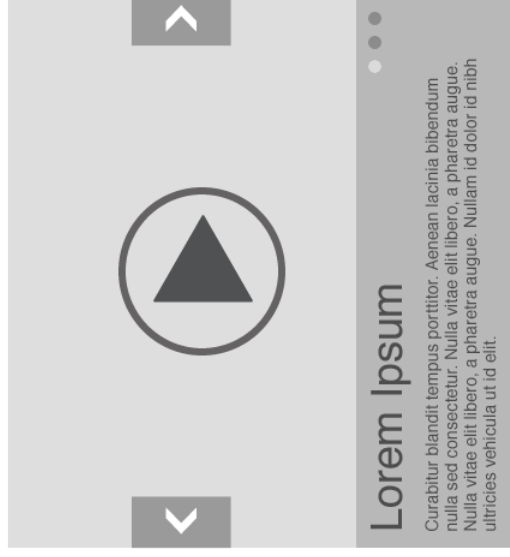 Lorem Ipsum
Curabitur blandit tempus porttitor. Aenean lacinia bibendum
nulla sed consectetur. Nulla vitae elit libero, a pharetra augue.
Nulla vitae elit libero, a pharetra augue. Nullam id dolor id nibh
ultricies vehicula ut id elit.